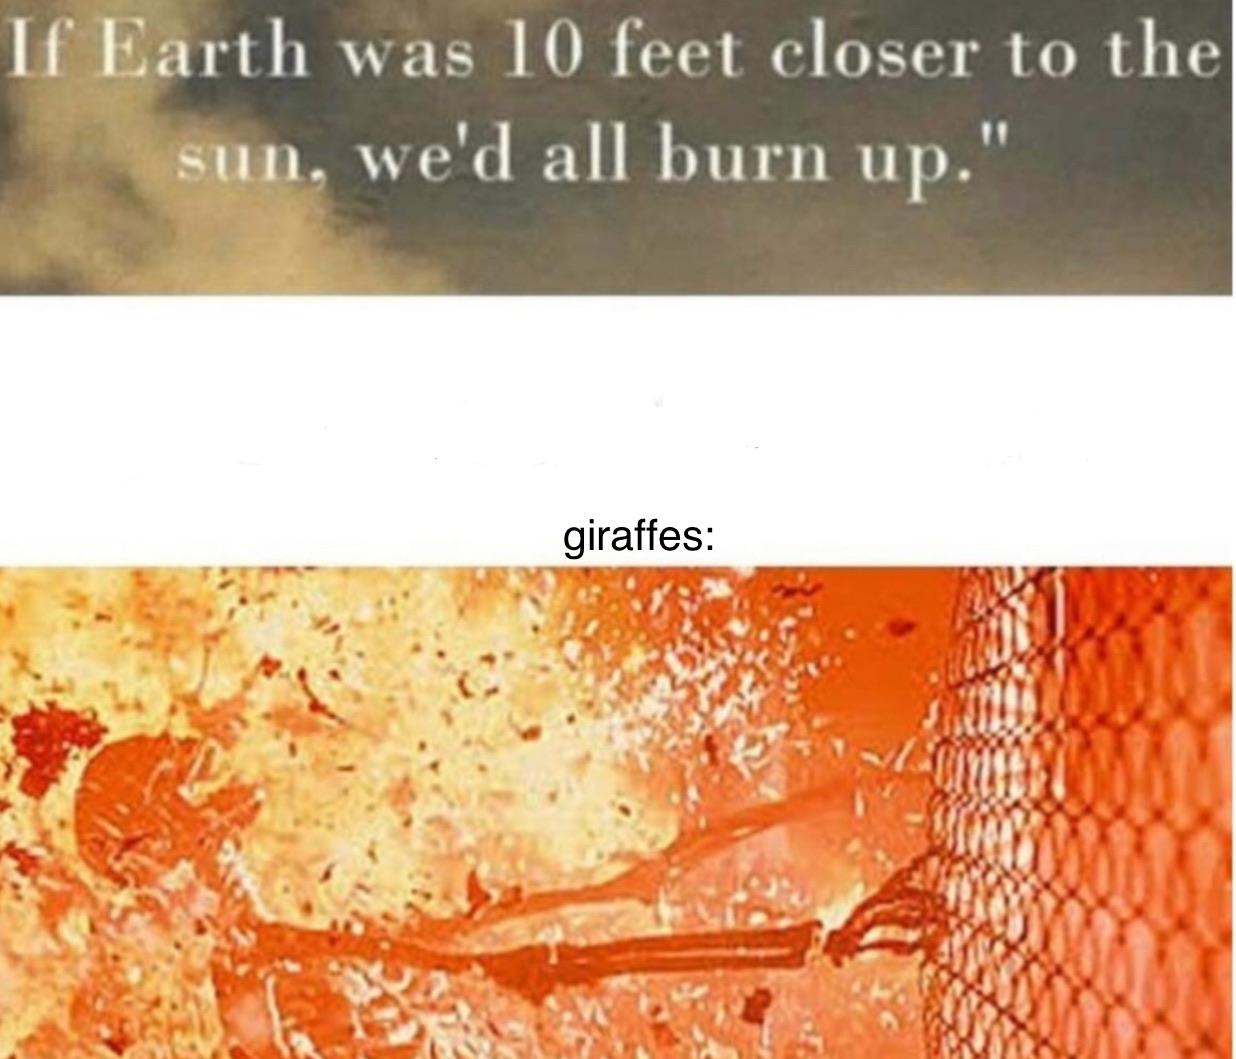 If Earth was 10 feet closer to the
sun, we'd all burn up."
giraffes: